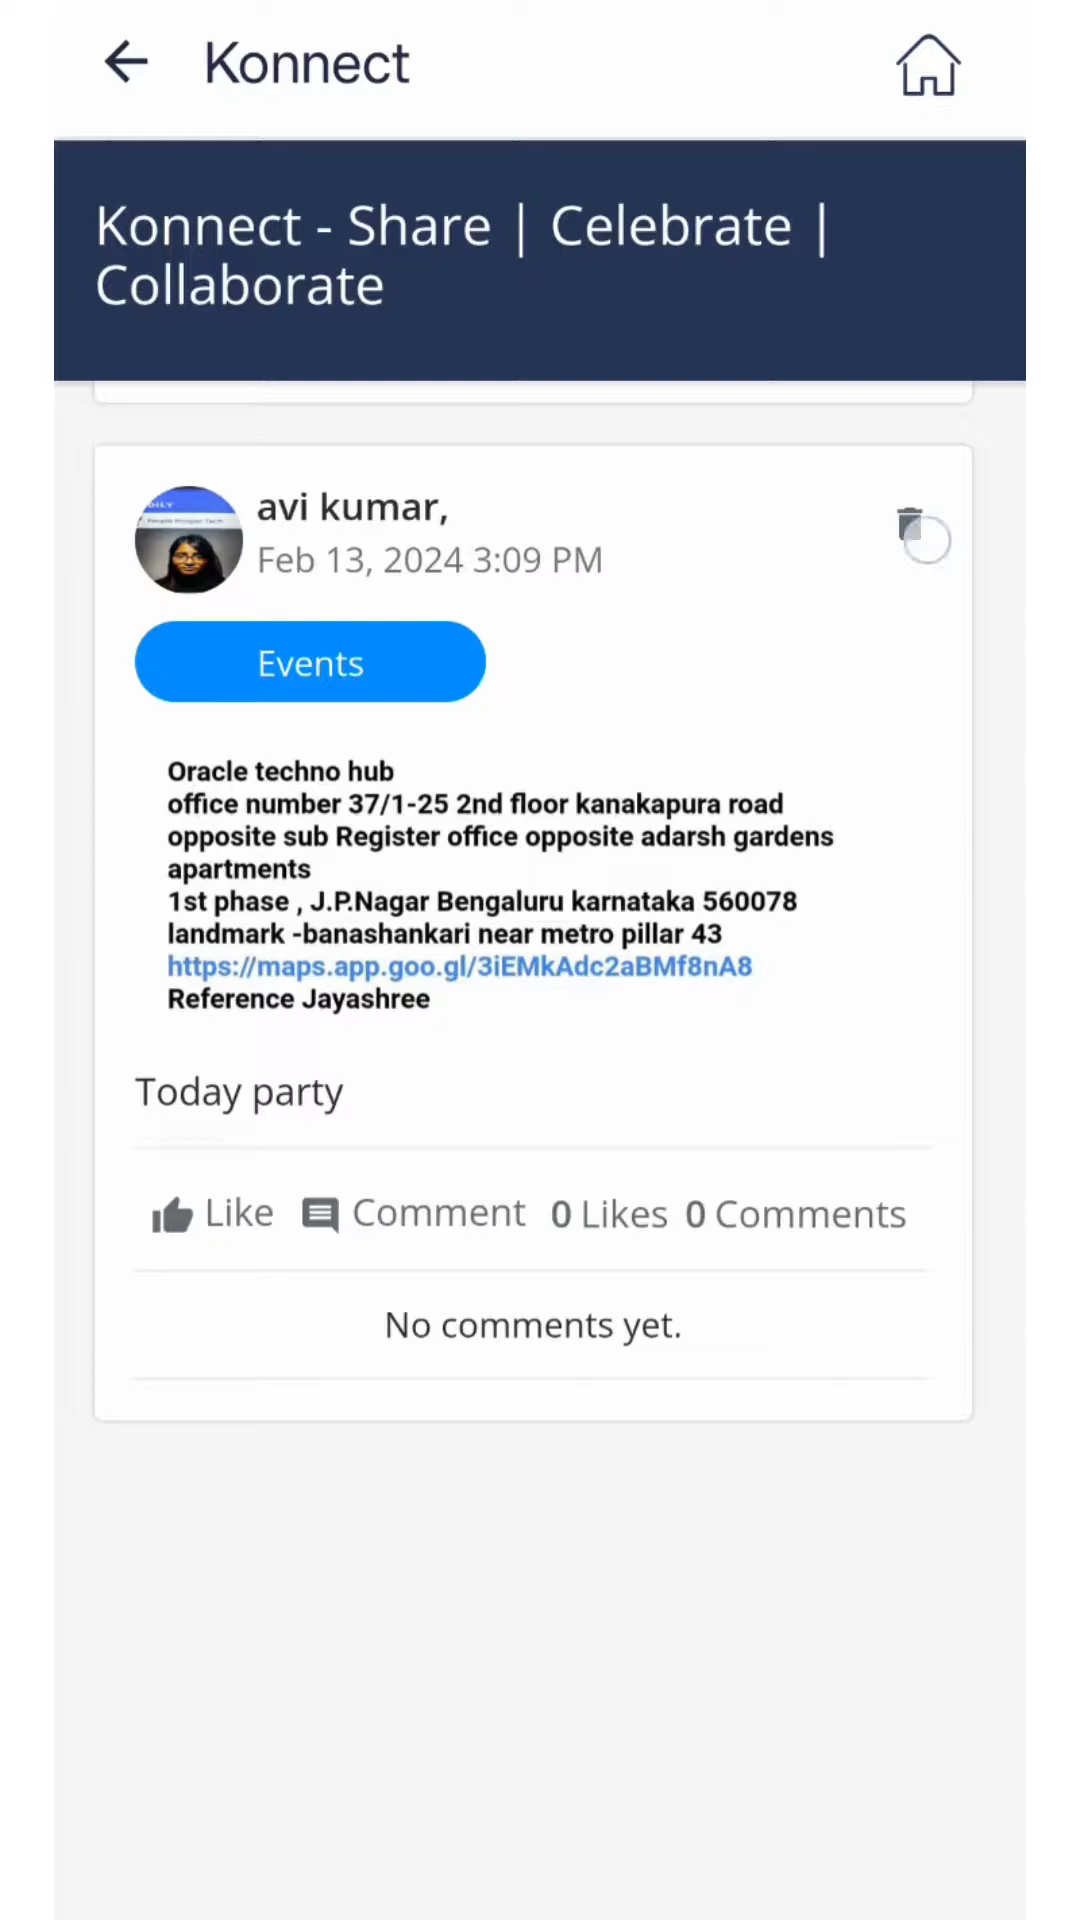 Konnect
Konnect - Share | Celebrate |
Collaborate
avi kumar,
Feb 13, 2024 3:09 PM
Events
Oracle techno hub
office number 37/1-25 2nd floor kanakapura road
opposite sub Register office opposite adarsh gardens
apartments
1st phase , J.P.Nagar Bengaluru karnataka 560078
landmark -banashankari near metro pillar 43
https://maps.app.goo.gl/3iEMkAdc2aBMf8nA8
Reference Jayashree
Today party
Like Comment 0 Likes 0 Comments
No comments yet.